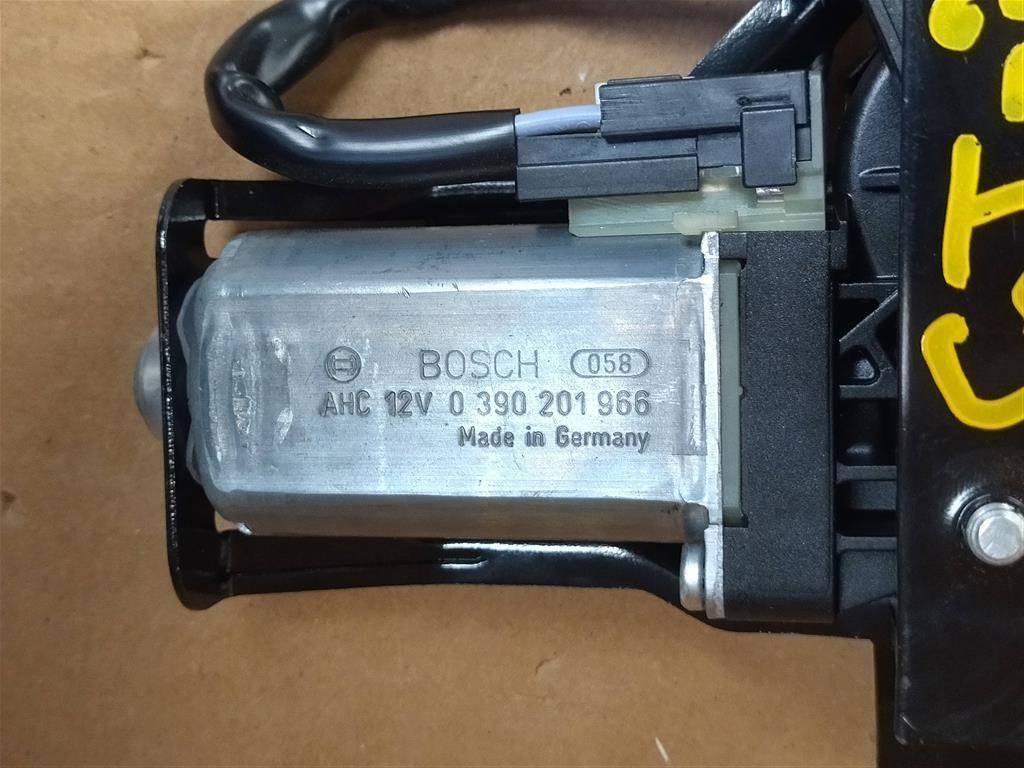 BOSCH 058
AHC 12V 0 390 201 966
Made in Germany